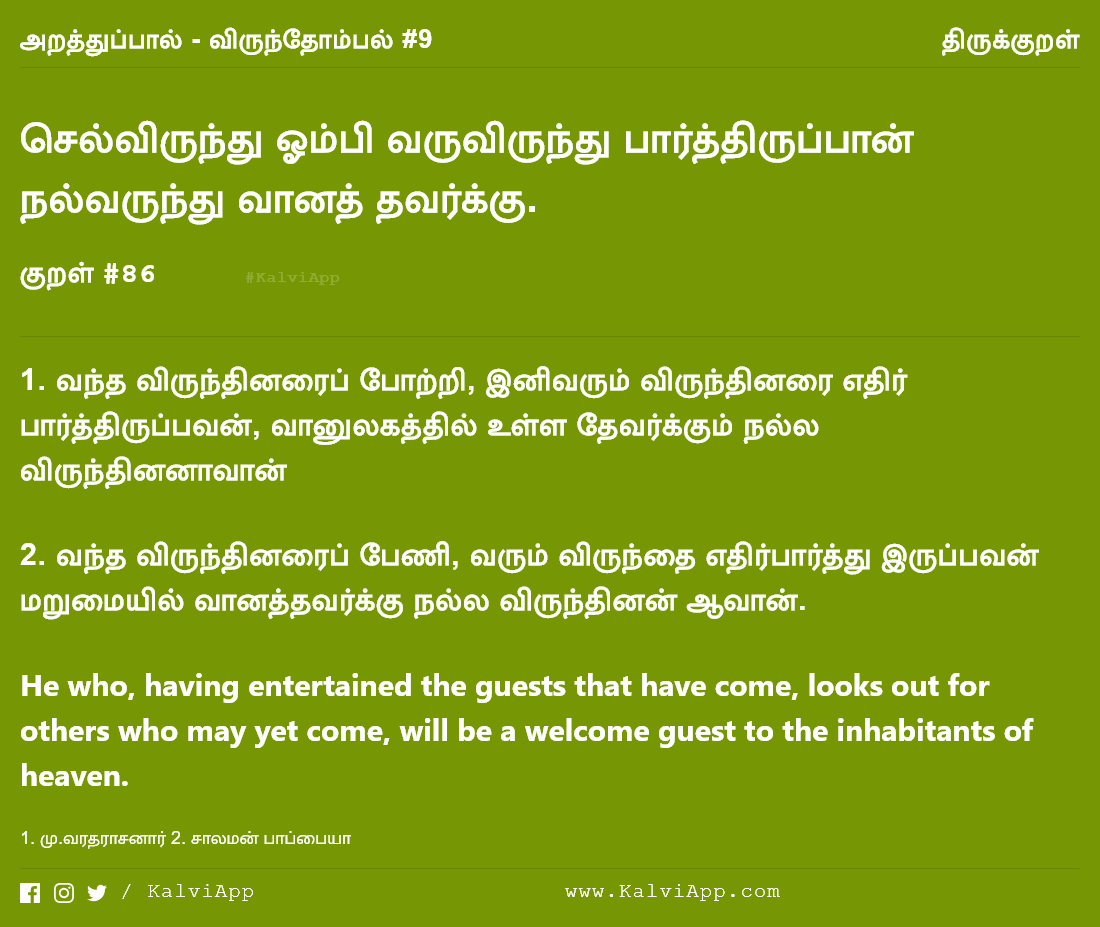 அறத்துப்பால் - விருந்தோம்பல் #9 திருக்குறள்
செல்விருந்து ஓம்பி வருவிருந்து பார்த்திருப்பான்
நல்வருந்து வானத் தவர்க்கு.
குறள் #86 #KalviApp
1. வந்த விருந்தினரைப் போற்றி, இனிவரும் விருந்தினரை எதிர்
பார்த்திருப்பவன், வானுலகத்தில் உள்ள தேவர்க்கும் நல்ல
விருந்தினனாவான்
2. வந்த விருந்தினரைப் பேணி, வரும் விருந்தை எதிர்பார்த்து இருப்பவன்
மறுமையில் வானத்தவர்க்கு நல்ல விருந்தினன் ஆவான்.
He who, having entertained the guests that have come, looks out for
others who may yet come, will be a welcome guest to the inhabitants of
heaven.
1. மு.வரதராசனார் 2. சாலமன் பாப்பையா
/ KalviApp www.KalviApp.com